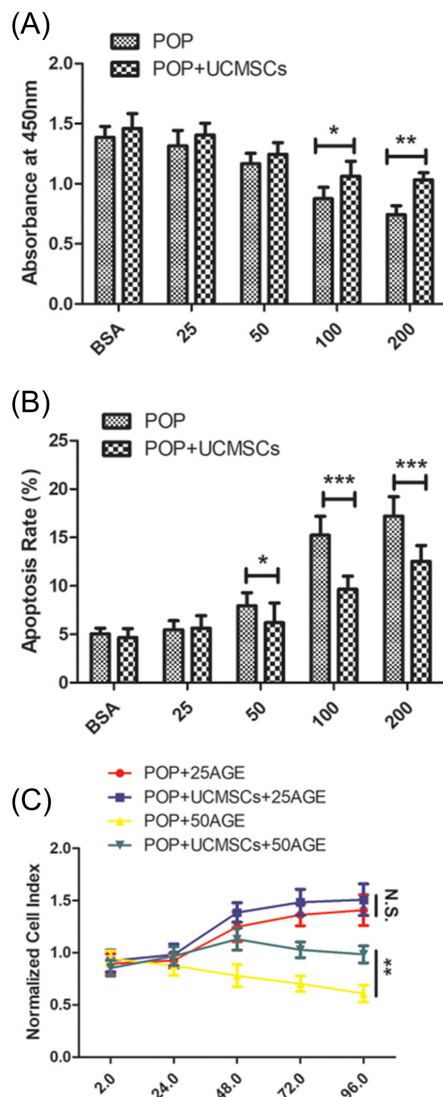 (A)
POP
POP+UCMSCs
Absorbance at 450nm
2.0
1.5
1.0
0.5
0.0
*
**
BSA
25
50
100
200
(B)
POP
POP+UCMSCs
Apoptosis Rate (%)
25
20
15
10
5
0
*
***
***
BSA
25
50
100
200
(C)
POP+25AGE
POP+UCMSCs+25AGE
POP+50AGE
POP+UCMSCs+50AGE
Normalized Cell Index
2.0
1.5
1.0
0.5
0.0
N.S.
**
2.0
24.0
48.0
72.0
96.0